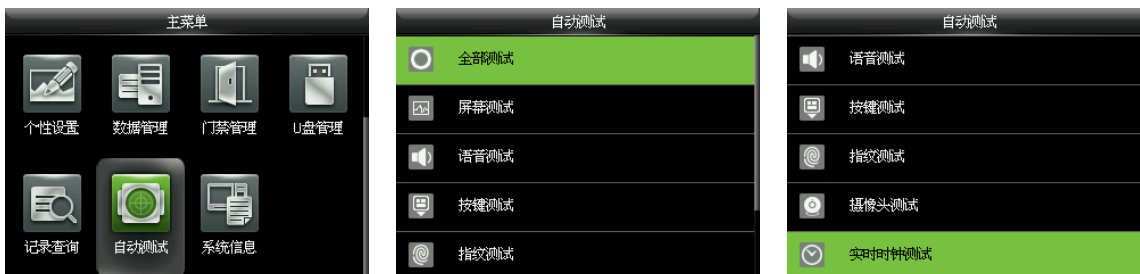 主菜单
个性设置 数据管理 门禁管理 U盘管理
记录查询 自动测试 系统信息
自动测试
全部测试
屏幕测试
语音测试
按键测试
指纹测试
自动测试
语音测试
按键测试
指纹测试
摄像头测试
实时时钟测试